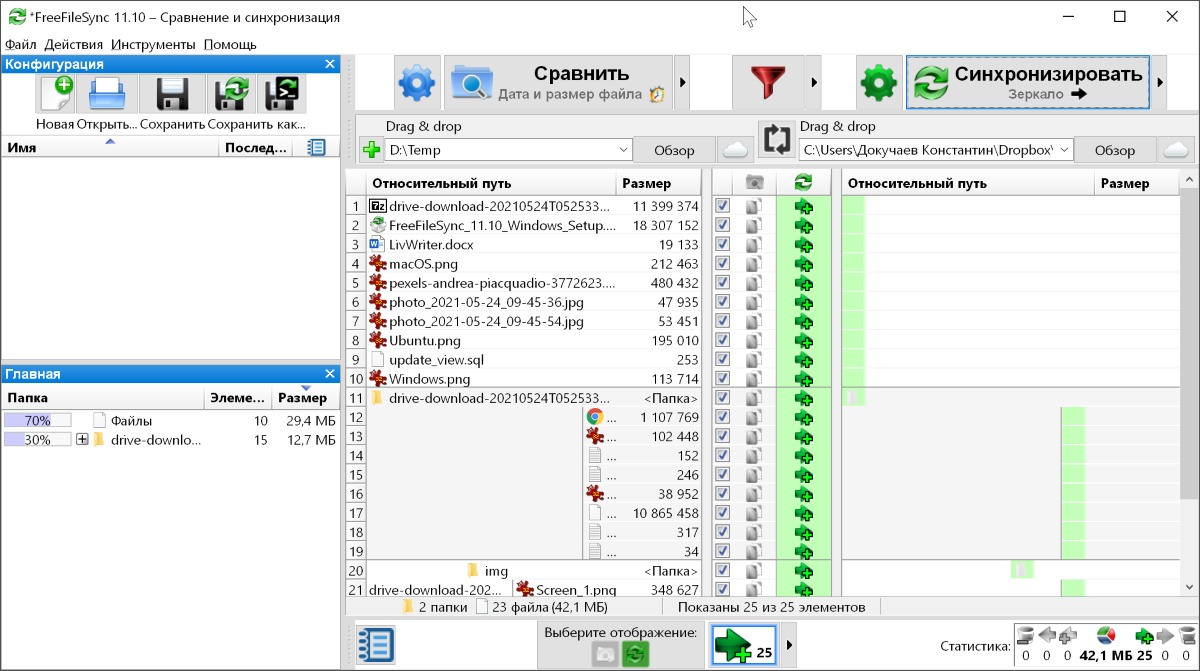 *FreeFileSync 11.10 – Сравнение и синхронизация
Файл Действия Инструменты Помощь
Конфигурация
Новая Открыть... Сохранить Сохранить как...
Имя Послед...
Сравнить
Дата и размер файла
Синхронизировать
Зеркало
Drag & drop
D:\Temp Обзор
Drag & drop
C:\Users\Докучаев Константин\Dropbox\ Обзор
Относительный путь Размер Относительный путь Размер
1 drive-download-20210524T052533... 11 399 374
2 FreeFileSync_11.10_Windows_Setup.... 18 307 152
3 LivWriter.docx 19 133
4 macOS.png 212 463
5 pexels-andrea-piacquadio-3772623.... 480 432
6 photo_2021-05-24_09-45-36.jpg 47 935
7 photo_2021-05-24_09-45-54.jpg 53 451
8 Ubuntu.png 195 010
9 update_view.sql 253
10 Windows.png 113 714
11 drive-download-20210524T052533... <Папка>
12 ... 1 107 769
13 ... 102 448
14 ... 152
15 ... 246
16 ... 38 952
17 ... 10 865 458
18 ... 317
19 ... 34
20 img <Папка>
21 drive-download-202... Screen_1.png 348 627
2 папки 23 файла (42,1 МБ) Показаны 25 из 25 элементов
Главная
Папка Элеме... Размер
70% Файлы 10 29,4 МБ
30% drive-downlo... 15 12,7 МБ
Выберите отображение:
25
Статистика:
0 0 0 42,1 МБ 25 0 0